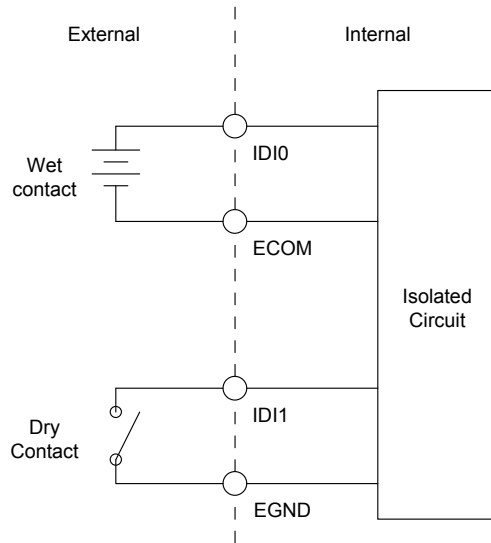 External
Internal
IDI0
Wet
contact
ECOM
Isolated
Circuit
IDI1
Dry
Contact
EGND